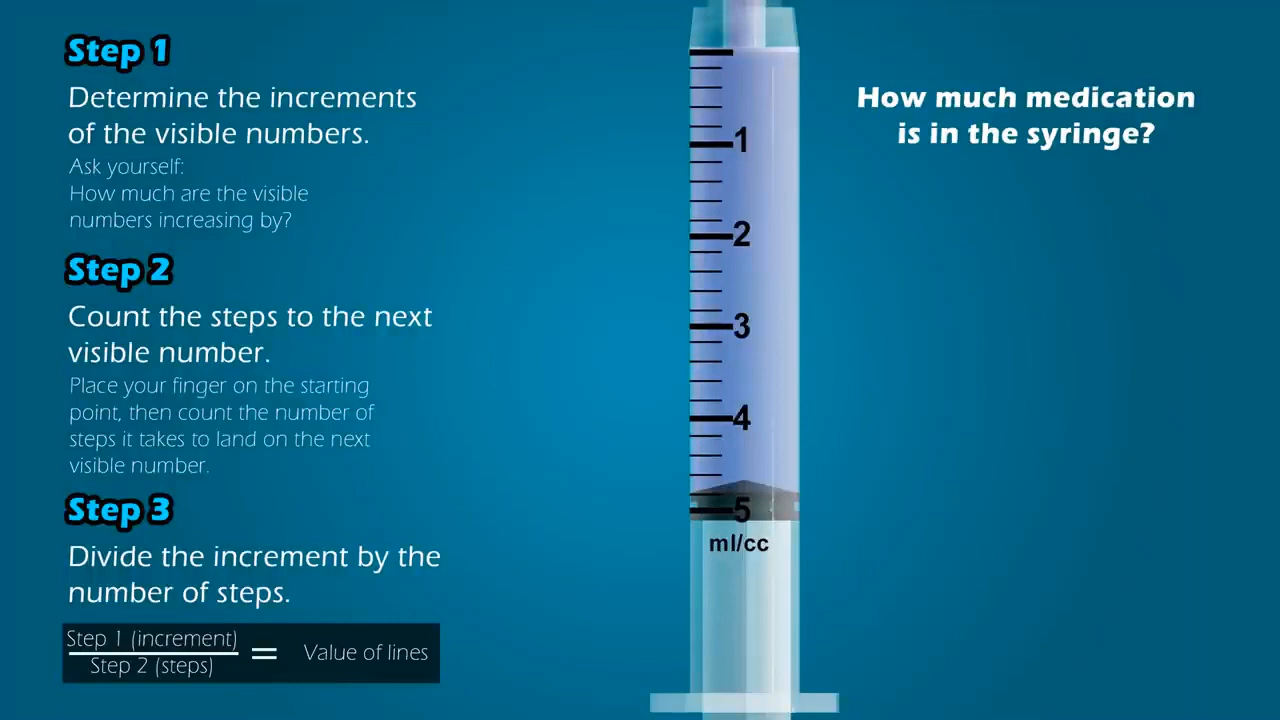 Step 1
Determine the increments
of the visible numbers.
Ask yourself:
How much are the visible
numbers increasing by?
Step 2
Count the steps to the next
visible number.
Place your finger on the starting
point, then count the number of
steps it takes to land on the next
visible number.
Step 3
Divide the increment by the
number of steps.
Step 1 (increment)
Step 2 (steps)
= Value of lines
1
2
3
4
5
ml/cc
How much medication
is in the syringe?